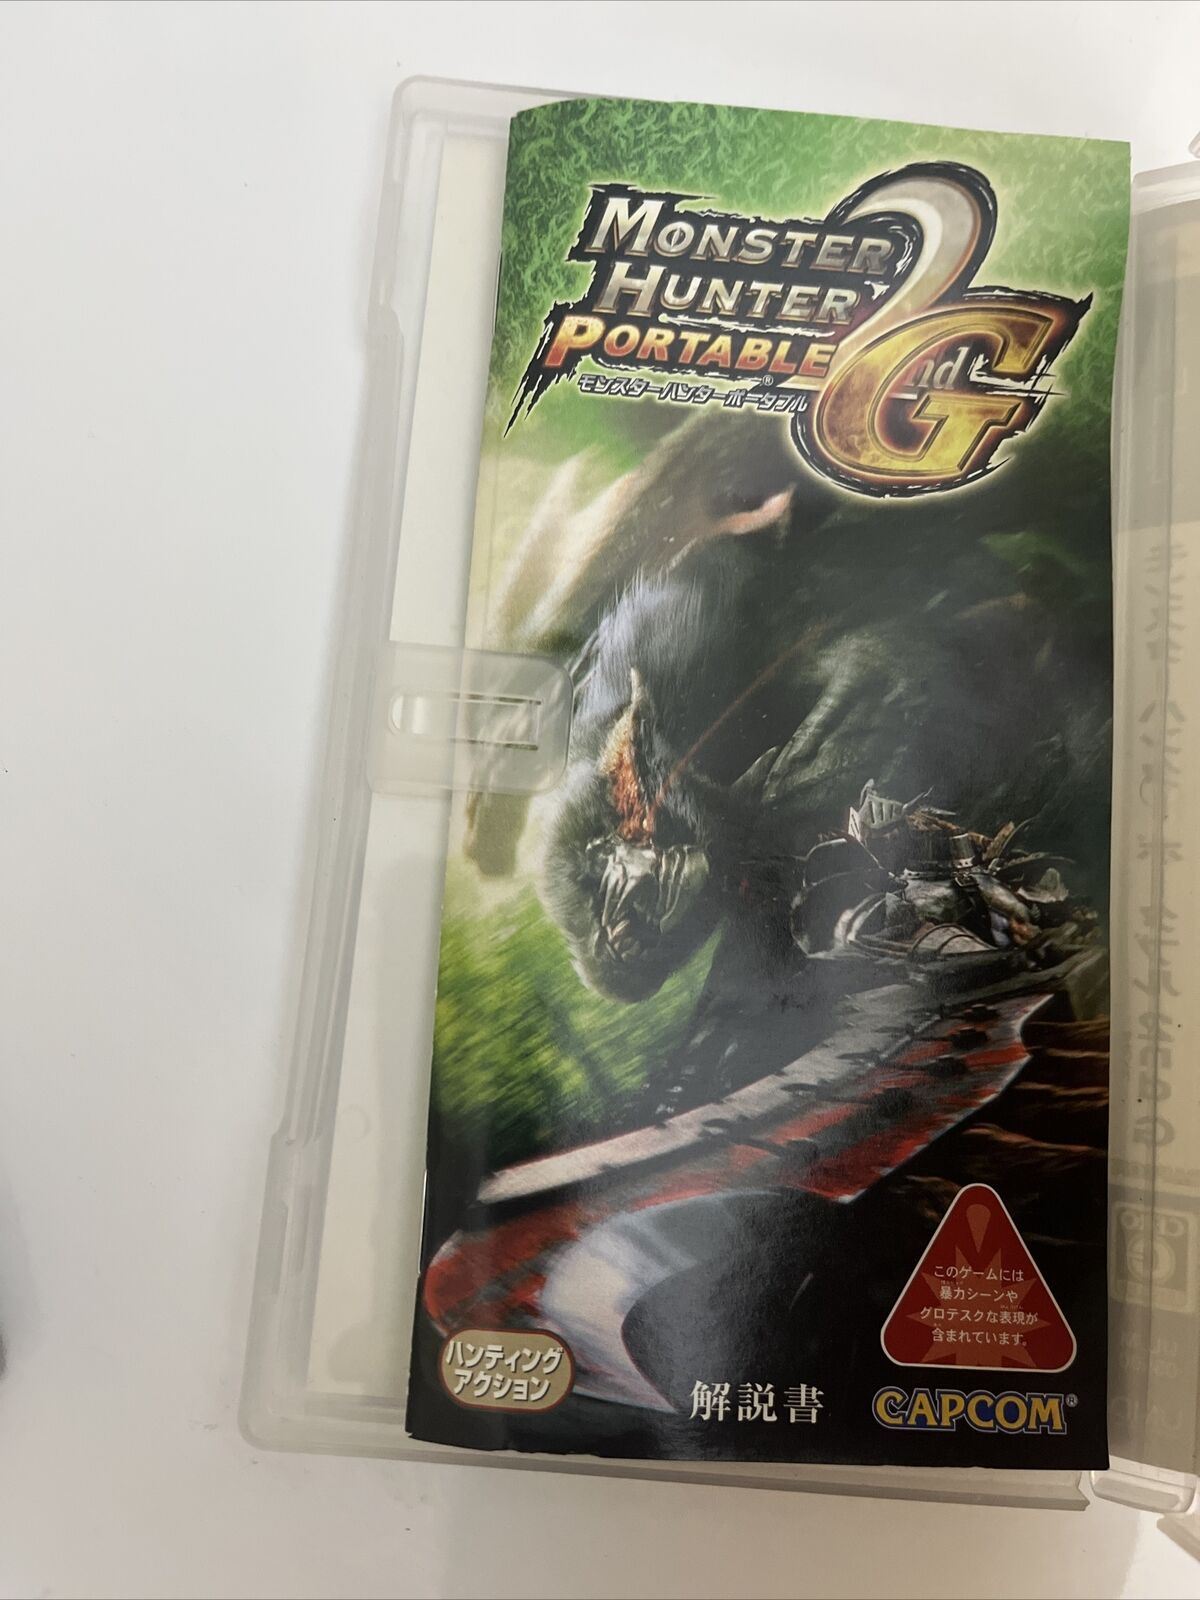 MONSTER
HUNTER
PORTABLE 2nd G
モンスターハンターポータブル®
このゲームには
暴力シーンや
グロテスクな表現が
含まれています。
ハンティング
アクション
解説書
CAPCOM®